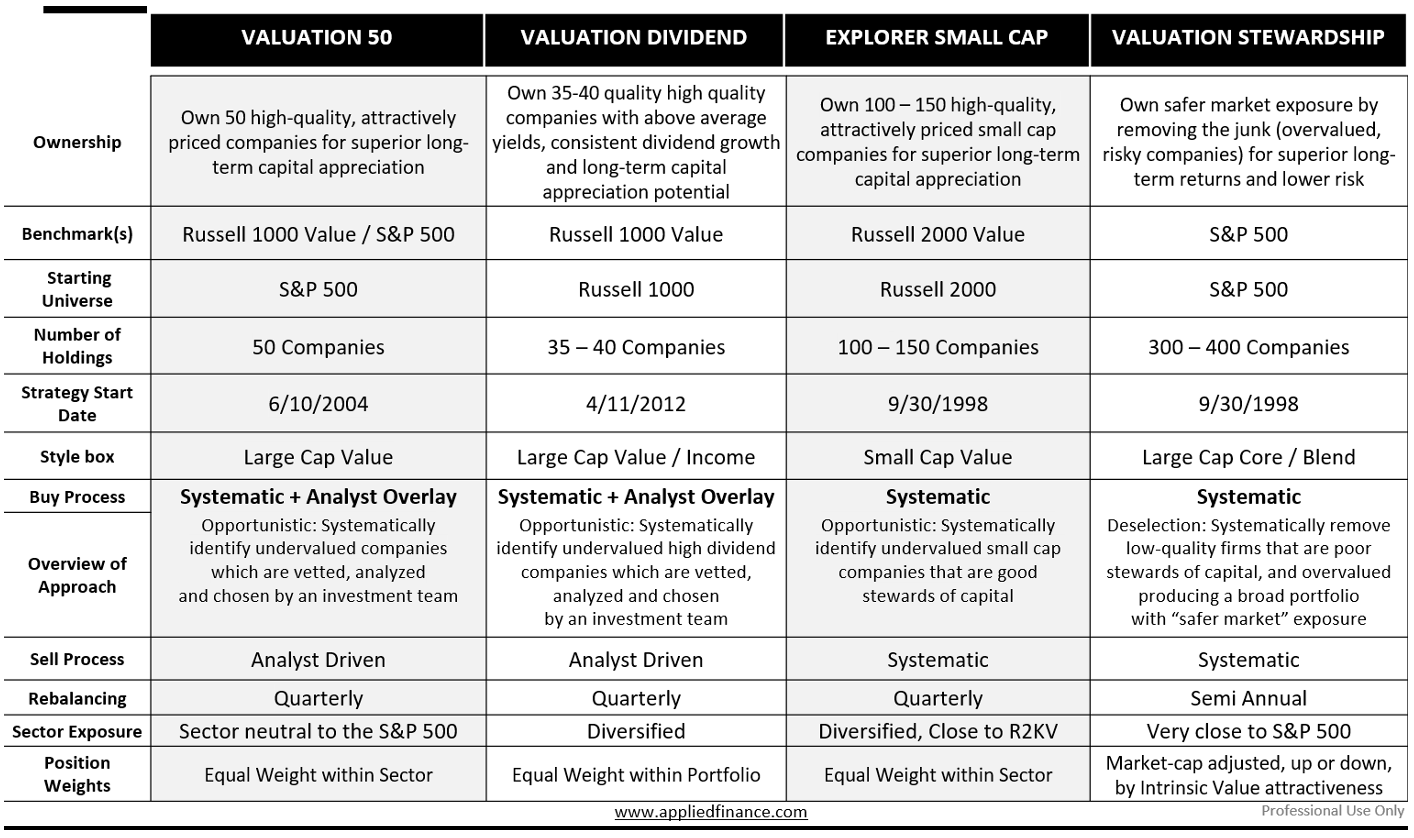 VALUATION 50
VALUATION DIVIDEND
EXPLORER SMALL CAP
VALUATION STEWARDSHIP
Ownership
Own 50 high-quality, attractively
priced companies for superior long-
term capital appreciation
Own 35-40 quality high quality
companies with above average
yields, consistent dividend growth
and long-term capital
appreciation potential
Own 100 – 150 high-quality,
attractively priced small cap
companies for superior long-term
capital appreciation
Own safer market exposure by
removing the junk (overvalued,
risky companies) for superior long-
term returns and lower risk
Benchmark(s)
Russell 1000 Value / S&P 500
Russell 1000 Value
Russell 2000 Value
S&P 500
Starting
Universe
S&P 500
Russell 1000
Russell 2000
S&P 500
Number of
Holdings
50 Companies
35 – 40 Companies
100 – 150 Companies
300 – 400 Companies
Strategy Start
Date
6/10/2004
4/11/2012
9/30/1998
9/30/1998
Style box
Large Cap Value
Large Cap Value / Income
Small Cap Value
Large Cap Core / Blend
Buy Process
Systematic + Analyst Overlay
Systematic + Analyst Overlay
Systematic
Systematic
Overview of
Approach
Opportunistic: Systematically
identify undervalued companies
which are vetted, analyzed
and chosen by an investment team
Opportunistic: Systematically
identify undervalued high dividend
companies which are vetted,
analyzed and chosen
by an investment team
Opportunistic: Systematically
identify undervalued small cap
companies that are good
stewards of capital
Deselection: Systematically remove
low-quality firms that are poor
stewards of capital, and overvalued
producing a broad portfolio
with “safer market” exposure
Sell Process
Analyst Driven
Analyst Driven
Systematic
Systematic
Rebalancing
Quarterly
Quarterly
Quarterly
Semi Annual
Sector Exposure
Sector neutral to the S&P 500
Diversified
Diversified, Close to R2KV
Very close to S&P 500
Position
Weights
Equal Weight within Sector
Equal Weight within Portfolio
Equal Weight within Sector
Market-cap adjusted, up or down,
by Intrinsic Value attractiveness
www.appliedfinance.com
Professional Use Only